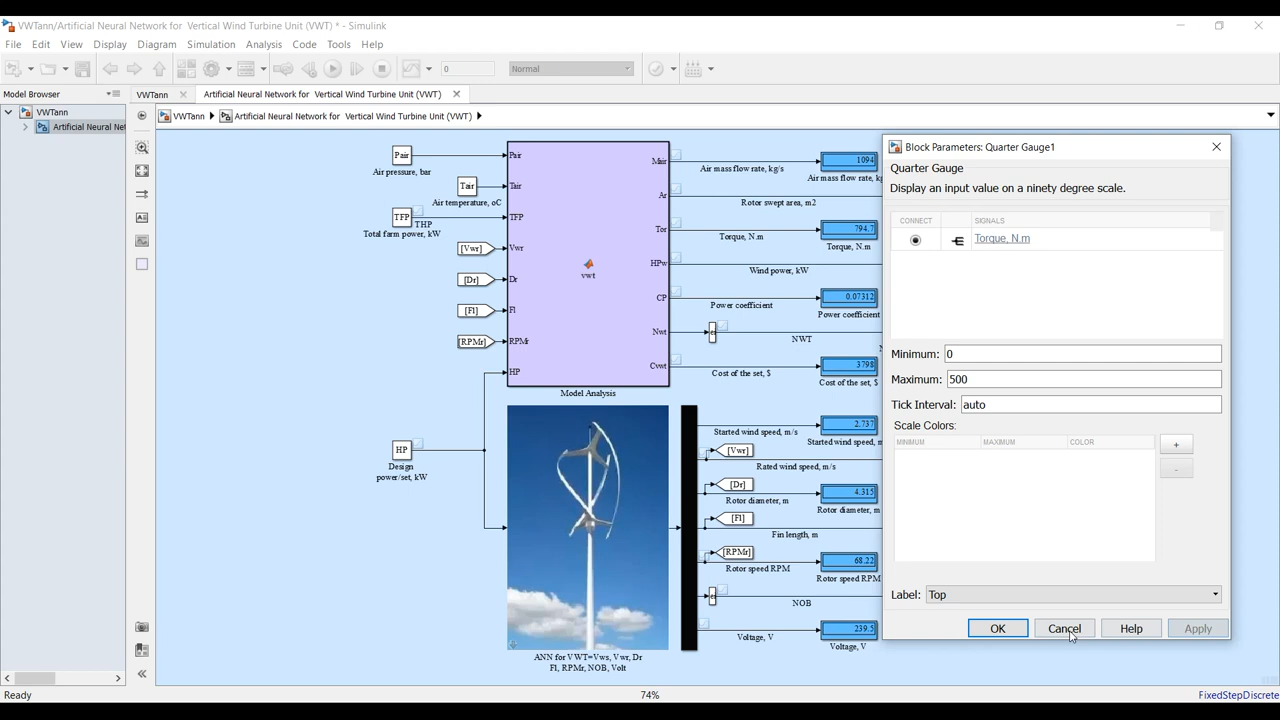 VWTann/Artificial Neural Network for Vertical Wind Turbine Unit (VWT) * - Simulink
File Edit View Display Diagram Simulation Analysis Code Tools Help
0
Normal
Model Browser
VWTann
Artificial Neural Network for Vertical Wind Turbine Unit (VWT)
VWTann
Artificial Neural Net
VWTann Artificial Neural Network for Vertical Wind Turbine Unit (VWT)
Pair
Air pressure, bar
Tair
Air temperature, oC
TFP
THP
Total farm power, kW
[Vwr]
[Dr]
[Fl]
[RPMr]
HP
Design
power/set, kW
Pair
Tair
TFP
Vwr
Dr
Fl
RPMr
HP
vwt
Mair
Ar
Tor
HPw
CP
Nwt
Cvwt
Model Analysis
Air mass flow rate, kg/s
1094
Air mass flow rate, k
Rotor swept area, m2
Torque, N.m
794.7
Torque, N.m
Wind power, kW
Power coefficient
0.07312
Power coefficient
NWT
Cost of the set, $
3798
Cost of the set, $
Started wind speed, m/s
2.737
Started wind speed, m
[Vwr]
Rated wind speed, m/s
[Dr]
Rotor diameter, m
4.315
Rotor diameter, m
[Fl]
Fin length, m
[RPMr]
Rotor speed RPM
68.22
Rotor speed RPM
NOB
Voltage, V
239.5
Voltage, V
ANN for VWT=Vws, Vwr, Dr
Fl, RPMr, NOB, Volt
Block Parameters: Quarter Gauge1
Quarter Gauge
Display an input value on a ninety degree scale.
CONNECT SIGNALS
Torque, N.m
Minimum: 0
Maximum: 500
Tick Interval: auto
Scale Colors:
MINIMUM MAXIMUM COLOR
+
-
Label: Top
OK Cancel Help Apply
Ready
74%
FixedStepDiscrete